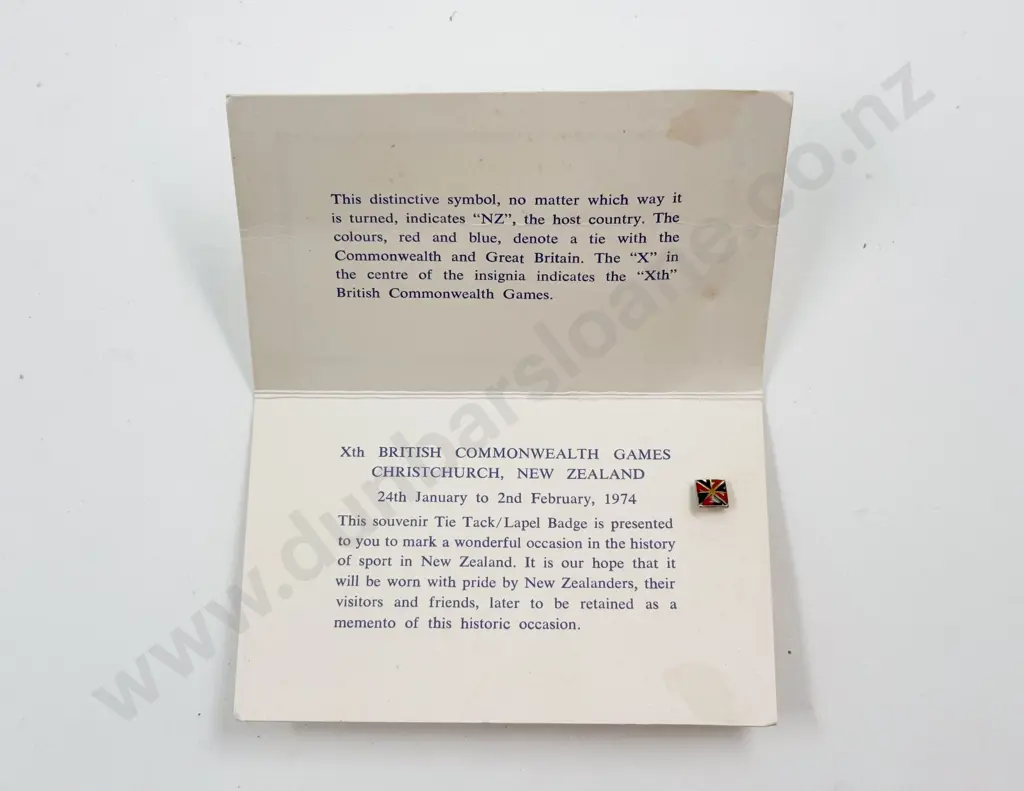 This distinctive symbol, no matter which way it
is turned, indicates “NZ”, the host country. The
colours, red and blue, denote a tie with the
Commonwealth and Great Britain. The “X” in
the centre of the insignia indicates the “Xth”
British Commonwealth Games.
Xth BRITISH COMMONWEALTH GAMES
CHRISTCHURCH, NEW ZEALAND
24th January to 2nd February, 1974
This souvenir Tie Tack/Lapel Badge is presented
to you to mark a wonderful occasion in the history
of sport in New Zealand. It is our hope that it
will be worn with pride by New Zealanders, their
visitors and friends, later to be retained as a
memento of this historic occasion.
www.dunbarsloane.co.nz